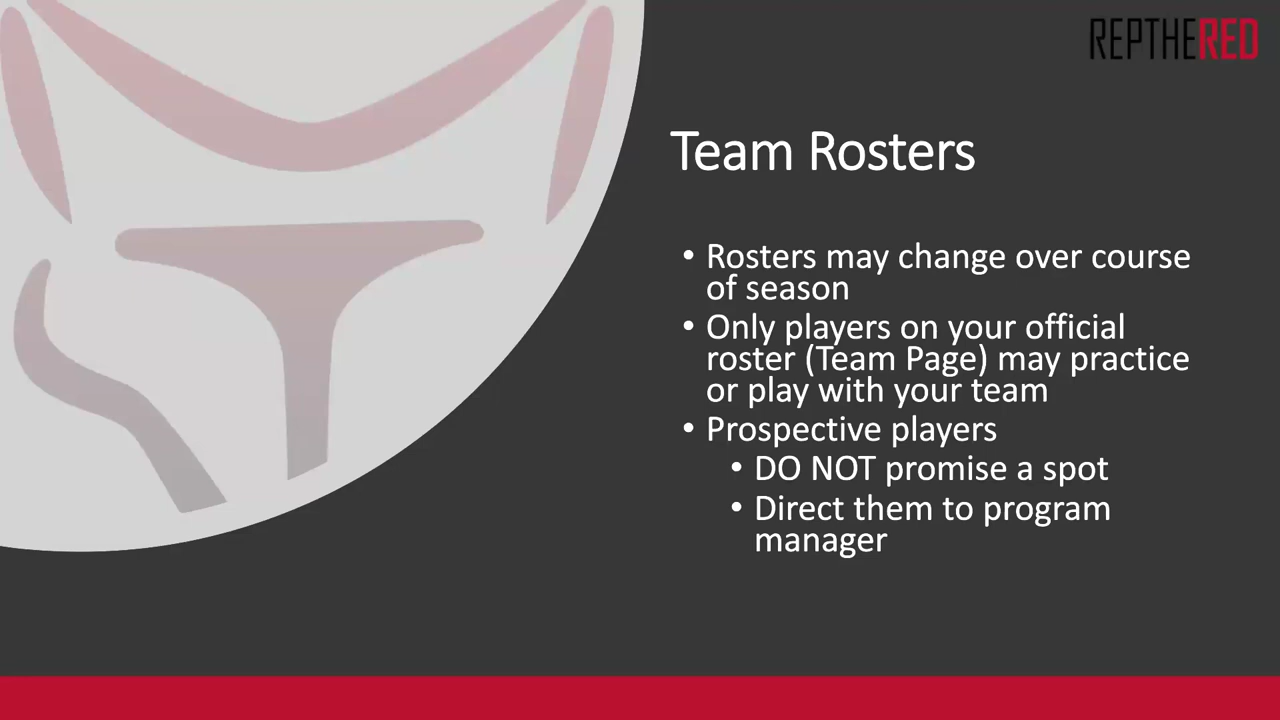 REPTHERED
Team Rosters
• Rosters may change over course
of season
• Only players on your official
roster (Team Page) may practice
or play with your team
• Prospective players
• DO NOT promise a spot
• Direct them to program
manager